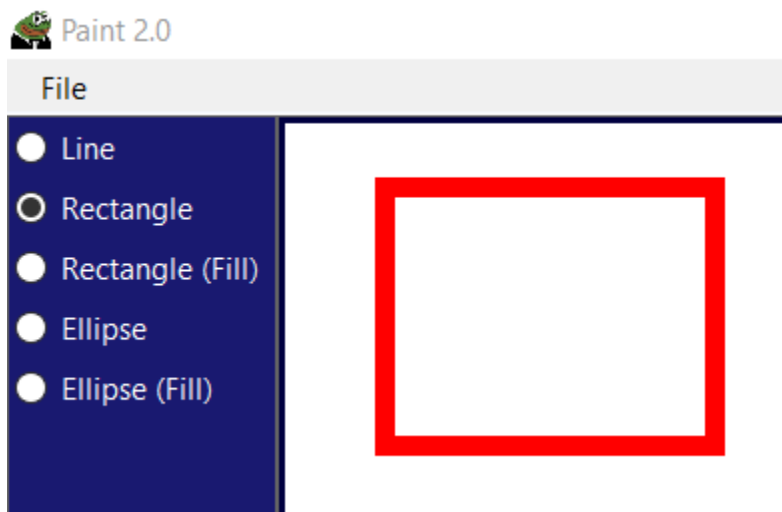 Paint 2.0
File
Line
Rectangle
Rectangle (Fill)
Ellipse
Ellipse (Fill)